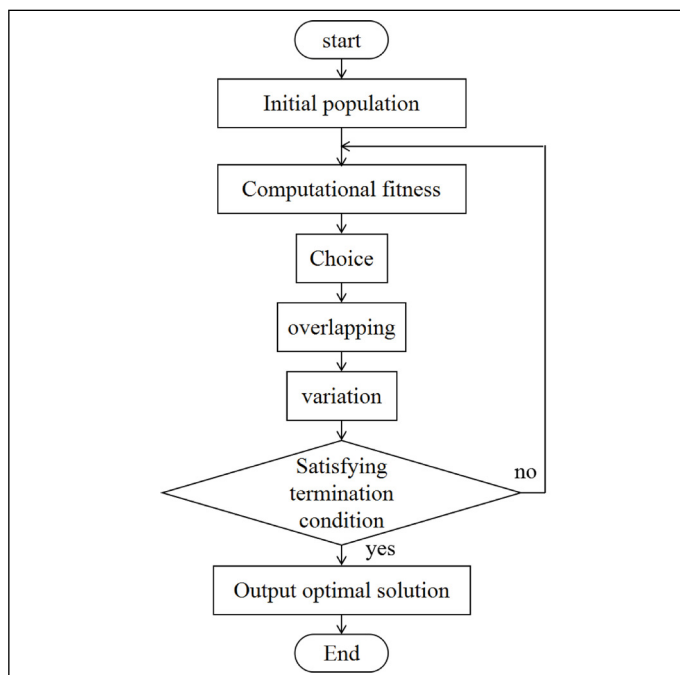 start
Initial population
Computational fitness
Choice
overlapping
variation
Satisfying
termination
condition
no
yes
Output optimal solution
End